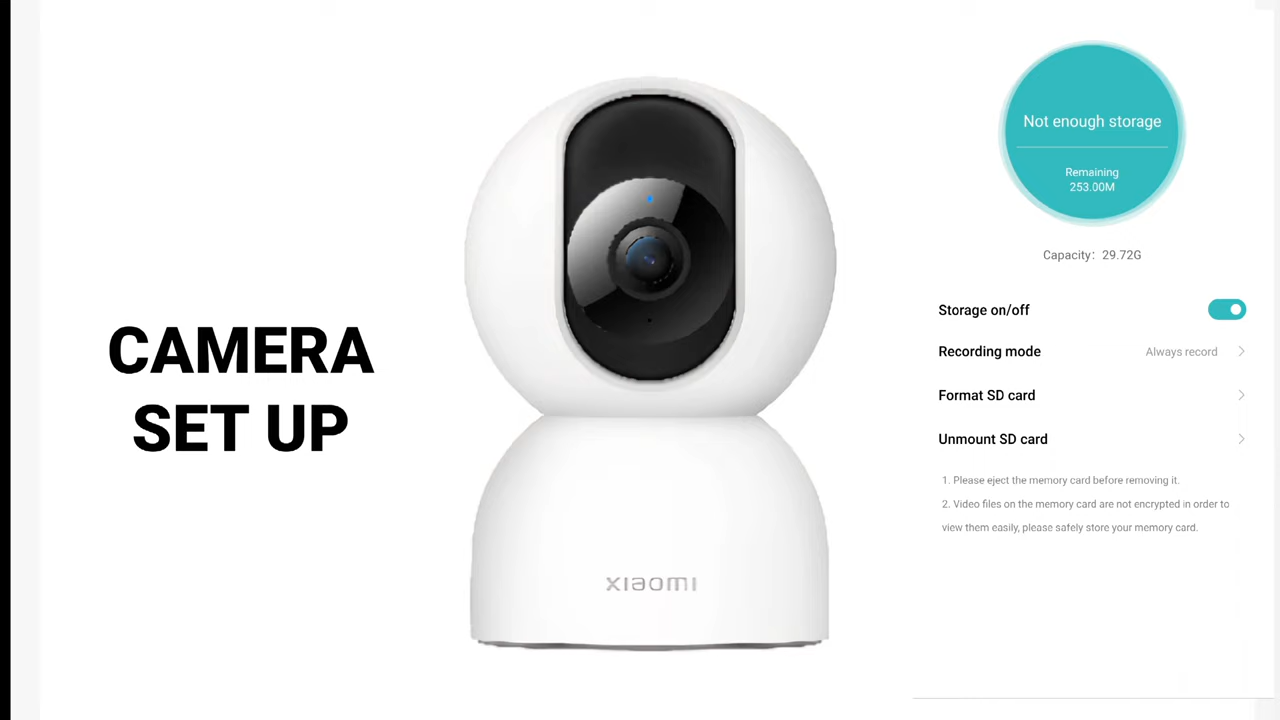 CAMERA
SET UP
xiaomi
Not enough storage
Remaining
253.00M
Capacity: 29.72G
Storage on/off
Recording mode Always record
Format SD card
Unmount SD card
1. Please eject the memory card before removing it.
2. Video files on the memory card are not encrypted in order to
view them easily, please safely store your memory card.